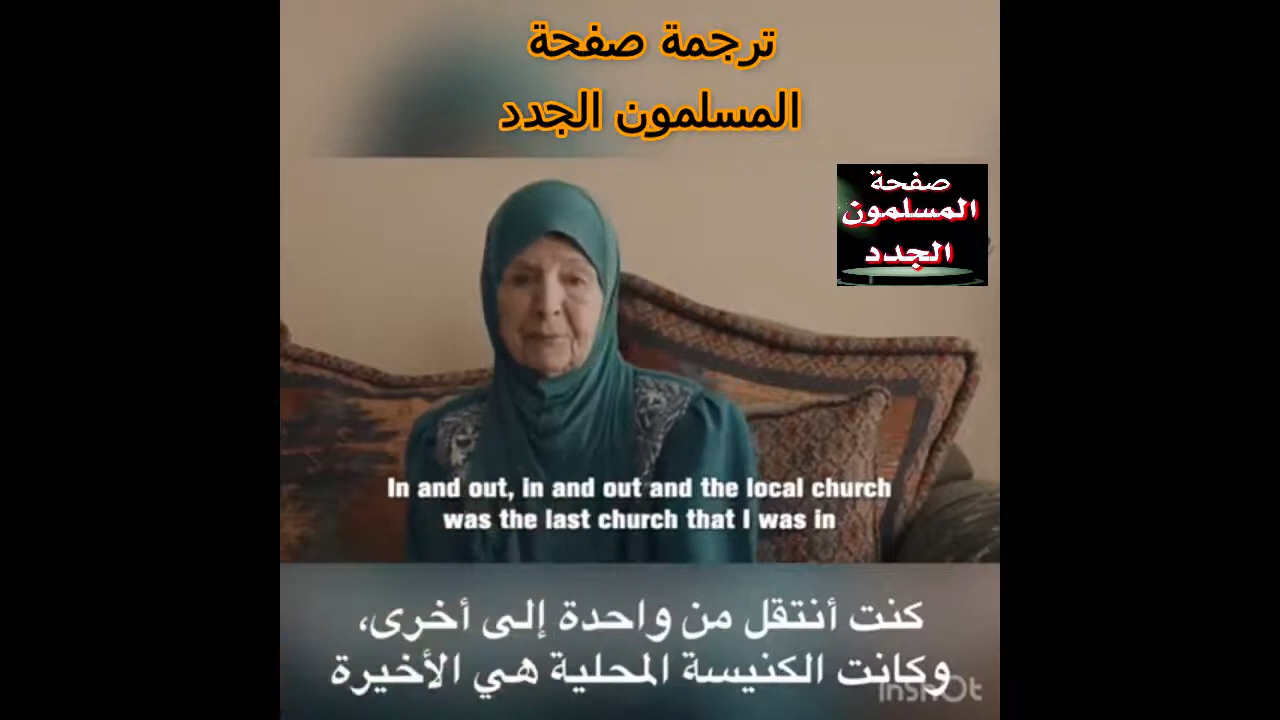 ترجمة صفحة
المسلمون الجدد
صفحة
المسلمون
الجدد
In and out, in and out and the local church
was the last church that I was in
كنت أنتقل من واحدة إلى أخرى،
وكانت الكنيسة المحلية هي الأخيرة
InShOt